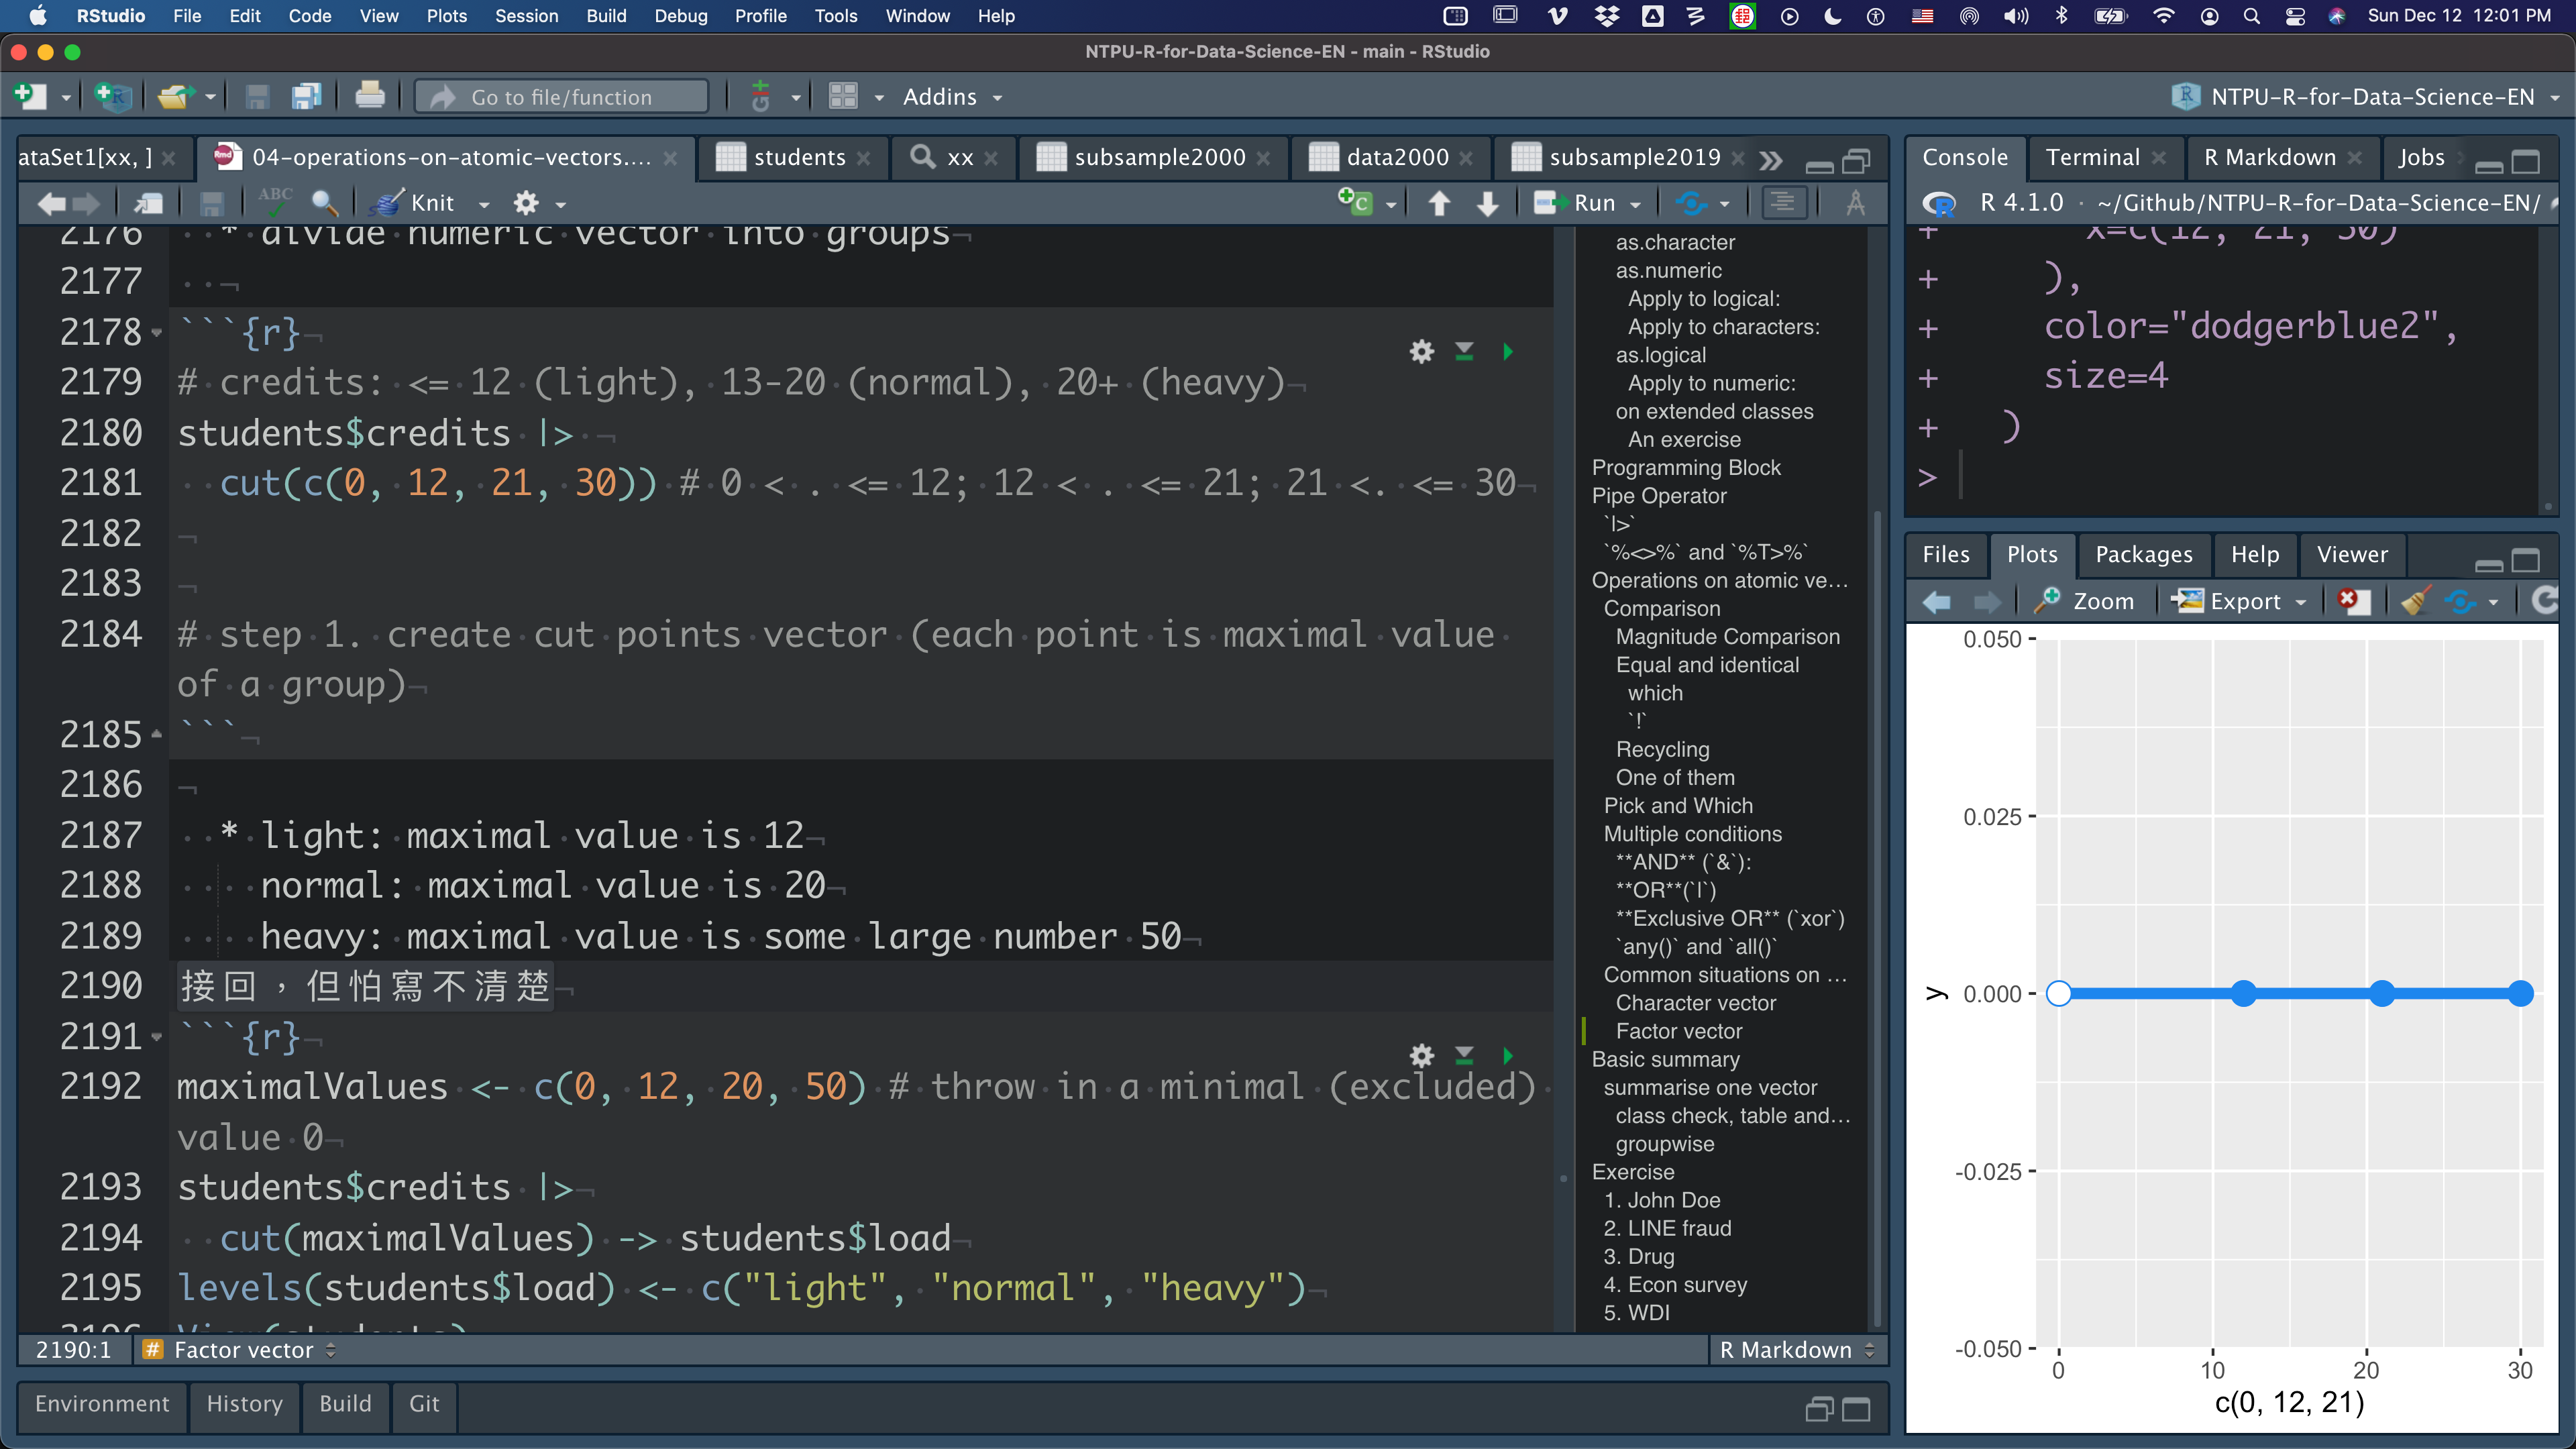 RStudio File Edit Code View Plots Session Build Debug Profile Tools Window Help Sun Dec 12 12:01 PM
NTPU-R-for-Data-Science-EN - main - RStudio
Go to file/function Addins NTPU-R-for-Data-Science-EN
ataSet1[xx, ] 04-operations-on-atomic-vectors.... students xx subsample2000 data2000 subsample2019
Knit Run
2176 * divide numeric vector into groups
2177
2178 ```{r}
2179 # credits: <= 12 (light), 13-20 (normal), 20+ (heavy)
2180 students$credits |>
2181 cut(c(0, 12, 21, 30)) # 0 < . <= 12; 12 < . <= 21; 21 <. <= 30
2182
2183
2184 # step 1. create cut points vector (each point is maximal value
of a group)
2185 ```
2186
2187 * light: maximal value is 12
2188 normal: maximal value is 20
2189 heavy: maximal value is some large number 50
2190 接回，但怕寫不清楚
2191 ```{r}
2192 maximalValues <- c(0, 12, 20, 50) # throw in a minimal (excluded)
value 0
2193 students$credits |>
2194 cut(maximalValues) -> students$load
2195 levels(students$load) <- c("light", "normal", "heavy")
2196 View(students)
2190:1 # Factor vector R Markdown
Environment History Build Git
as.character
as.numeric
Apply to logical:
Apply to characters:
as.logical
Apply to numeric:
on extended classes
An exercise
Programming Block
Pipe Operator
`|>`
`%<>%` and `%T>%`
Operations on atomic ve...
Comparison
Magnitude Comparison
Equal and identical
which
`!`
Recycling
One of them
Pick and Which
Multiple conditions
**AND** (`&`):
**OR**(`|`)
**Exclusive OR** (`xor`)
`any()` and `all()`
Common situations on ...
Character vector
Factor vector
Basic summary
summarise one vector
class check, table and...
groupwise
Exercise
1. John Doe
2. LINE fraud
3. Drug
4. Econ survey
5. WDI
Console Terminal R Markdown Jobs
R 4.1.0 · ~/Github/NTPU-R-for-Data-Science-EN/
+ x=c(12, 21, 30)
+ ),
+ color="dodgerblue2",
+ size=4
+ )
>
Files Plots Packages Help Viewer
Zoom Export
0.050
0.025
y 0.000
-0.025
-0.050
0 10 20 30
c(0, 12, 21)